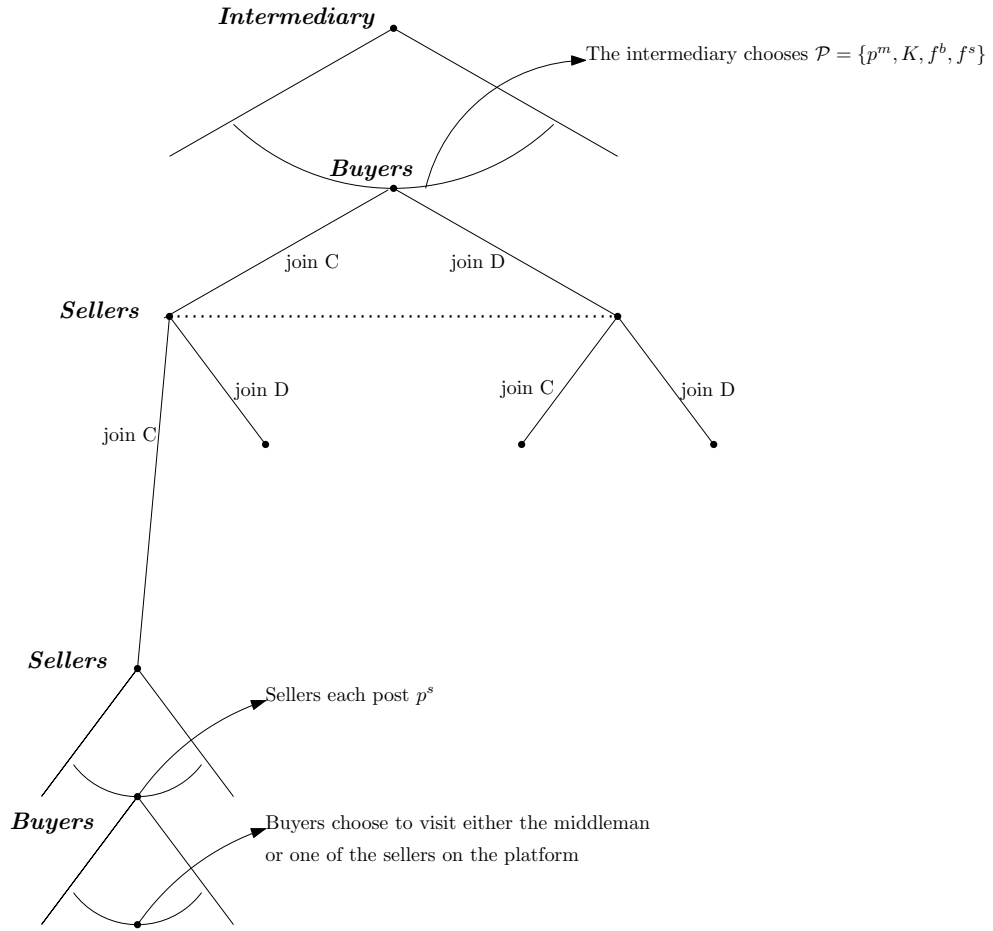 Intermediary
The intermediary chooses 𝒫 = {p^m, K, f^b, f^s}
Buyers
join C
join D
Sellers
join D
join C
join D
join C
Sellers
Sellers each post p^s
Buyers
Buyers choose to visit either the middleman
or one of the sellers on the platform